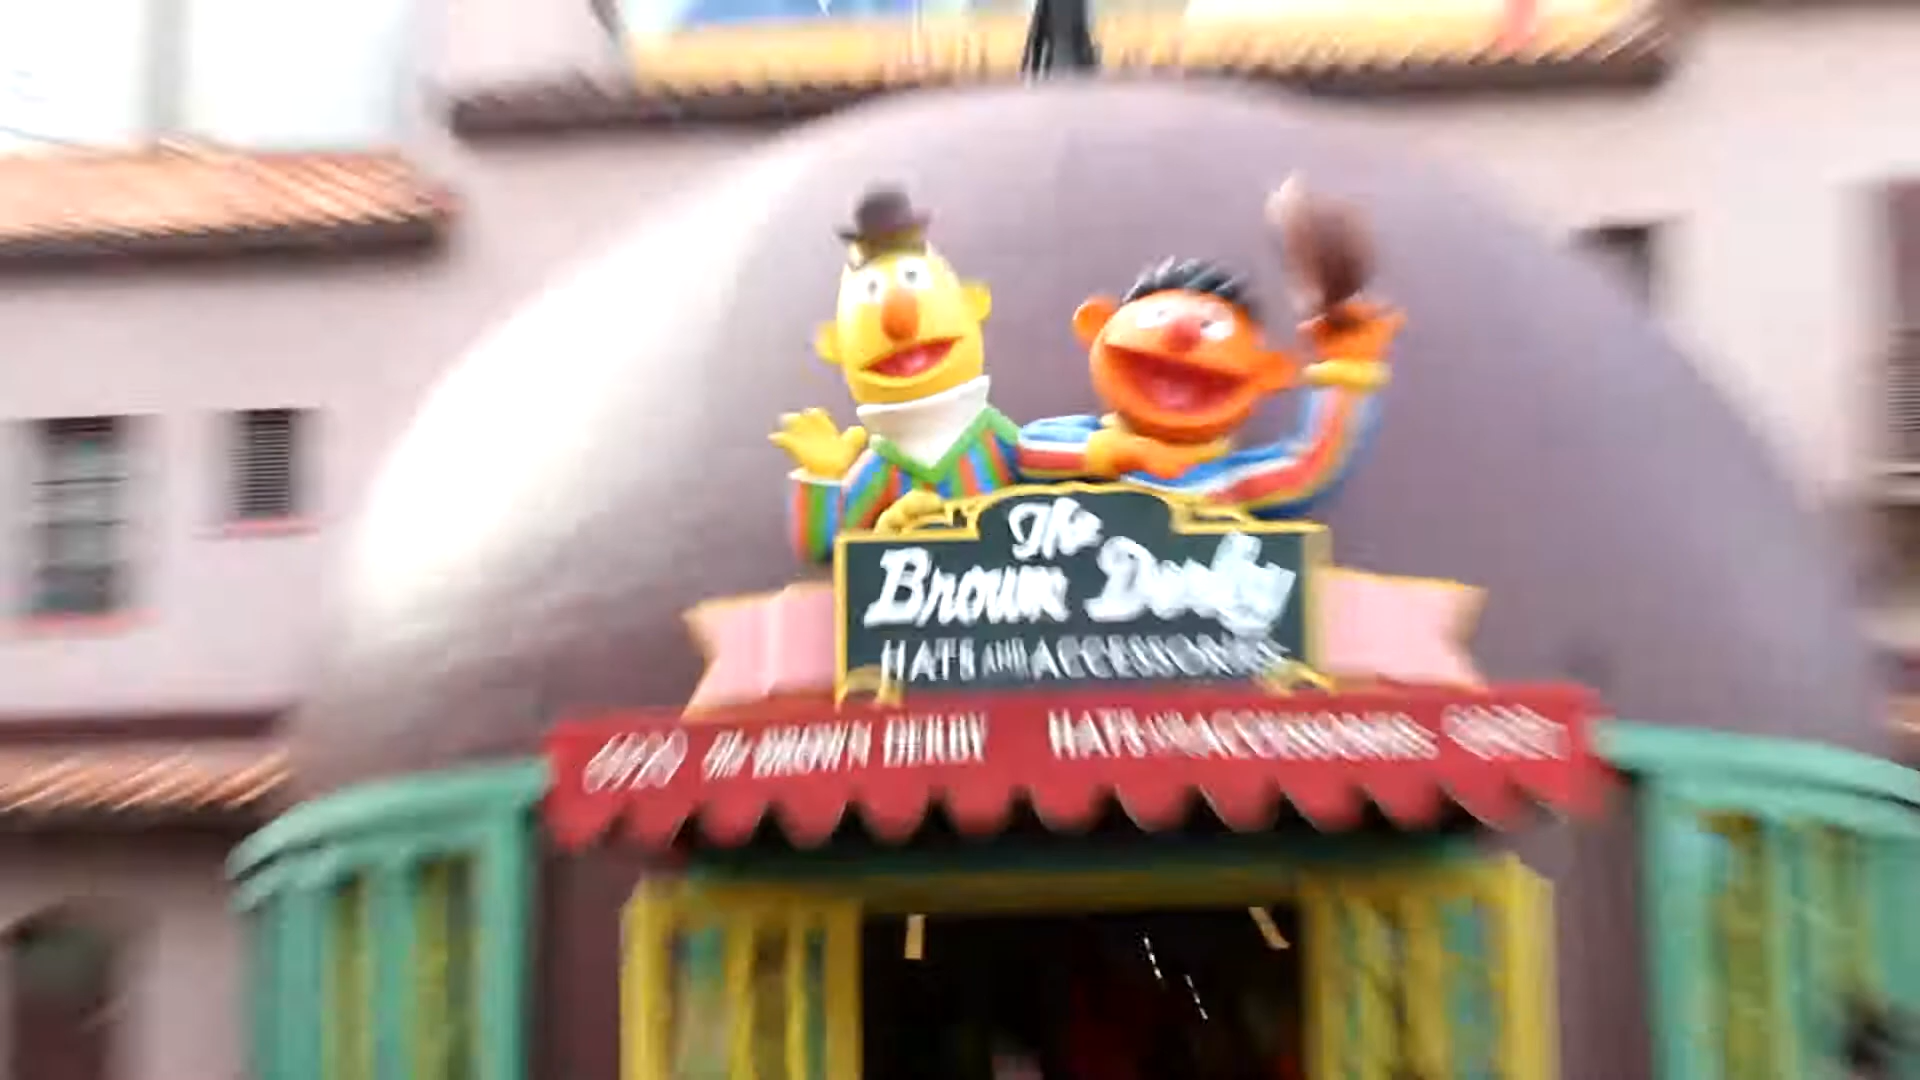 The
Brown Derby
HATS AND ACCESSORIES
The BROWN DERBY HATS AND ACCESSORIES